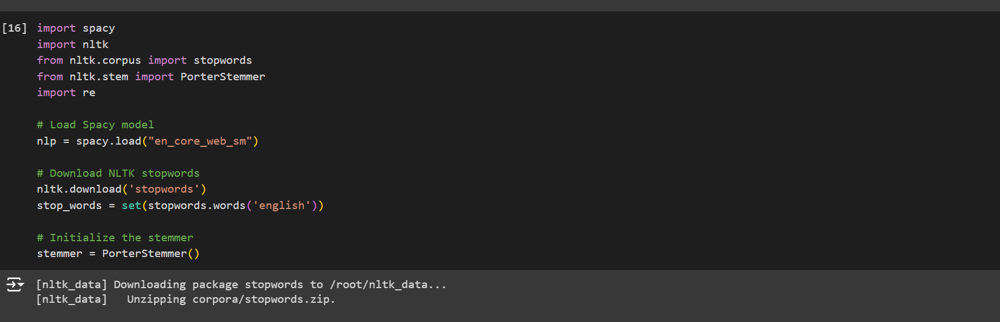 [16] import spacy
import nltk
from nltk.corpus import stopwords
from nltk.stem import PorterStemmer
import re
# Load Spacy model
nlp = spacy.load("en_core_web_sm")
# Download NLTK stopwords
nltk.download('stopwords')
stop_words = set(stopwords.words('english'))
# Initialize the stemmer
stemmer = PorterStemmer()
[nltk_data] Downloading package stopwords to /root/nltk_data...
[nltk_data]   Unzipping corpora/stopwords.zip.